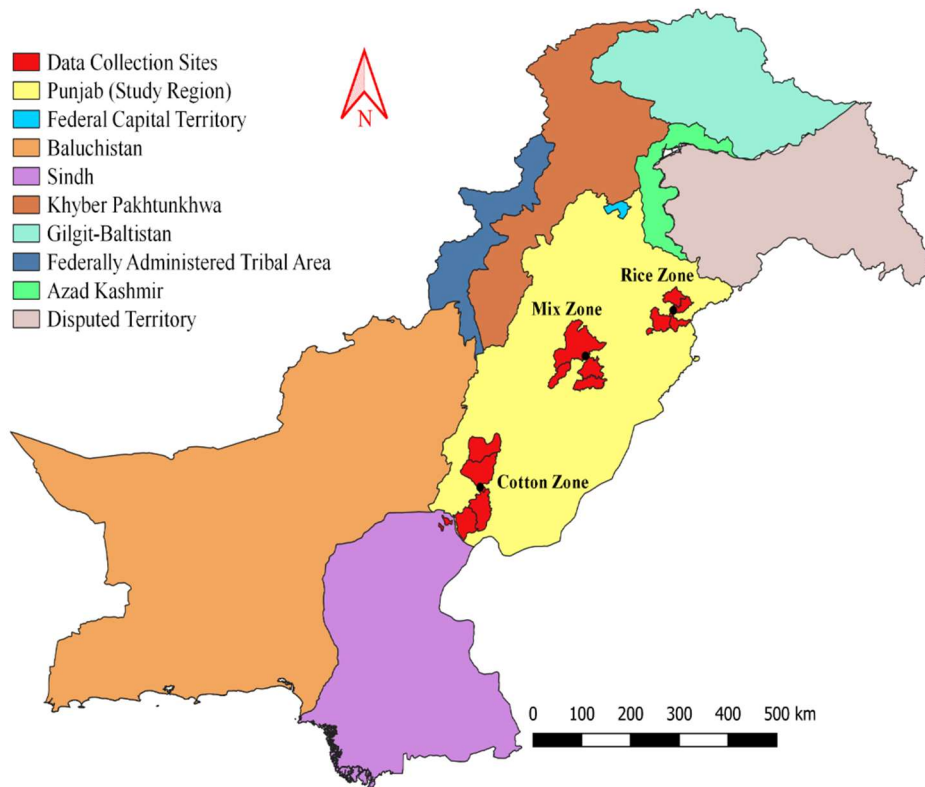 Data Collection Sites
Punjab (Study Region)
Federal Capital Territory
Baluchistan
Sindh
Khyber Pakhtunkhwa
Gilgit-Baltistan
Federally Administered Tribal Area
Azad Kashmir
Disputed Territory
N
Rice Zone
Mix Zone
Cotton Zone
0 100 200 300 400 500 km